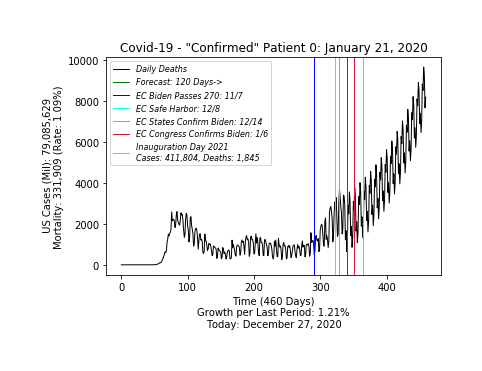 Covid-19 - "Confirmed" Patient 0: January 21, 2020
10000
8000
6000
4000
2000
0
US Cases (Mil): 79,085,629
Mortality: 331,909 (Rate: 1.09%)
Daily Deaths
Forecast: 120 Days->
EC Biden Passes 270: 11/7
EC Safe Harbor: 12/8
EC States Confirm Biden: 12/14
EC Congress Confirms Biden: 1/6
Inauguration Day 2021
Cases: 411,804, Deaths: 1,845
0 100 200 300 400
Time (460 Days)
Growth per Last Period: 1.21%
Today: December 27, 2020